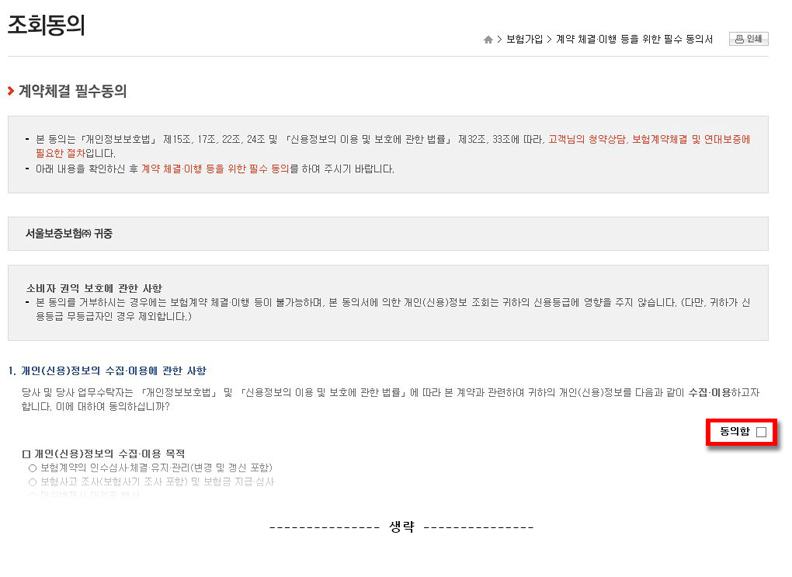 조회동의
> 보험가입 > 계약 체결·이행 등을 위한 필수 동의서 인쇄
계약체결 필수동의
- 본 동의는「개인정보보호법」 제15조, 17조, 22조, 24조 및 「신용정보의 이용 및 보호에 관한 법률」 제32조, 33조에 따라, 고객님의 청약상담, 보험계약체결 및 연대보증에
필요한 절차입니다.
- 아래 내용을 확인하신 후 계약 체결·이행 등을 위한 필수 동의를 하여 주시기 바랍니다.
서울보증보험㈜ 귀중
소비자 권익 보호에 관한 사항
- 본 동의를 거부하시는 경우에는 보험계약 체결·이행 등이 불가능하며, 본 동의서에 의한 개인(신용)정보 조회는 귀하의 신용등급에 영향을 주지 않습니다. (다만, 귀하가 신
용등급 무등급자인 경우 제외합니다.)
1. 개인(신용)정보의 수집·이용에 관한 사항
당사 및 당사 업무수탁자는 「개인정보보호법」 및 「신용정보의 이용 및 보호에 관한 법률」에 따라 본 계약과 관련하여 귀하의 개인(신용)정보를 다음과 같이 수집·이용하고자
합니다. 이에 대하여 동의하십니까?
동의함 □
□ 개인(신용)정보의 수집·이용 목적
○ 보험계약의 인수심사·체결·유지·관리(변경 및 갱신 포함)
○ 보험사고 조사(보험사기 조사 포함) 및 보험금 지급·심사
--------------- 생략 ---------------